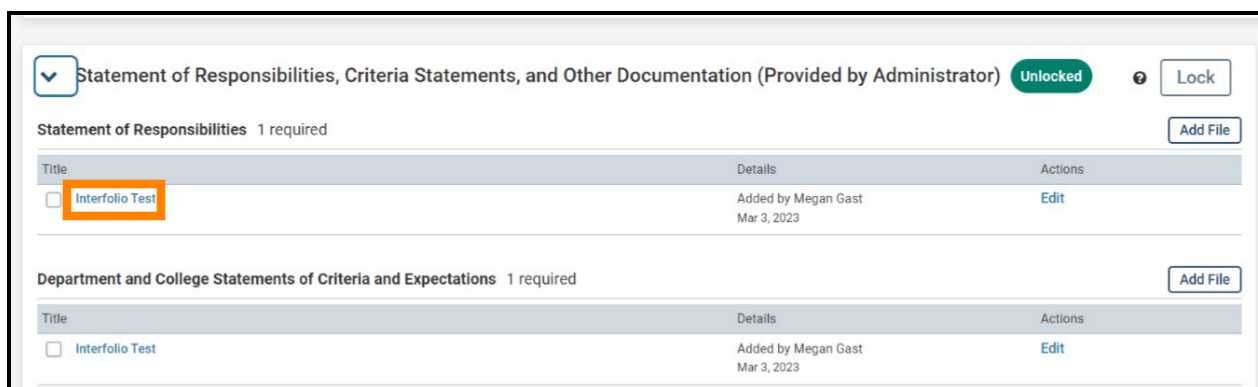 Statement of Responsibilities, Criteria Statements, and Other Documentation (Provided by Administrator) Unlocked ? Lock
Statement of Responsibilities 1 required Add File
Title Details Actions
Interfolio Test Added by Megan Gast Edit
Mar 3, 2023
Department and College Statements of Criteria and Expectations 1 required Add File
Title Details Actions
Interfolio Test Added by Megan Gast Edit
Mar 3, 2023